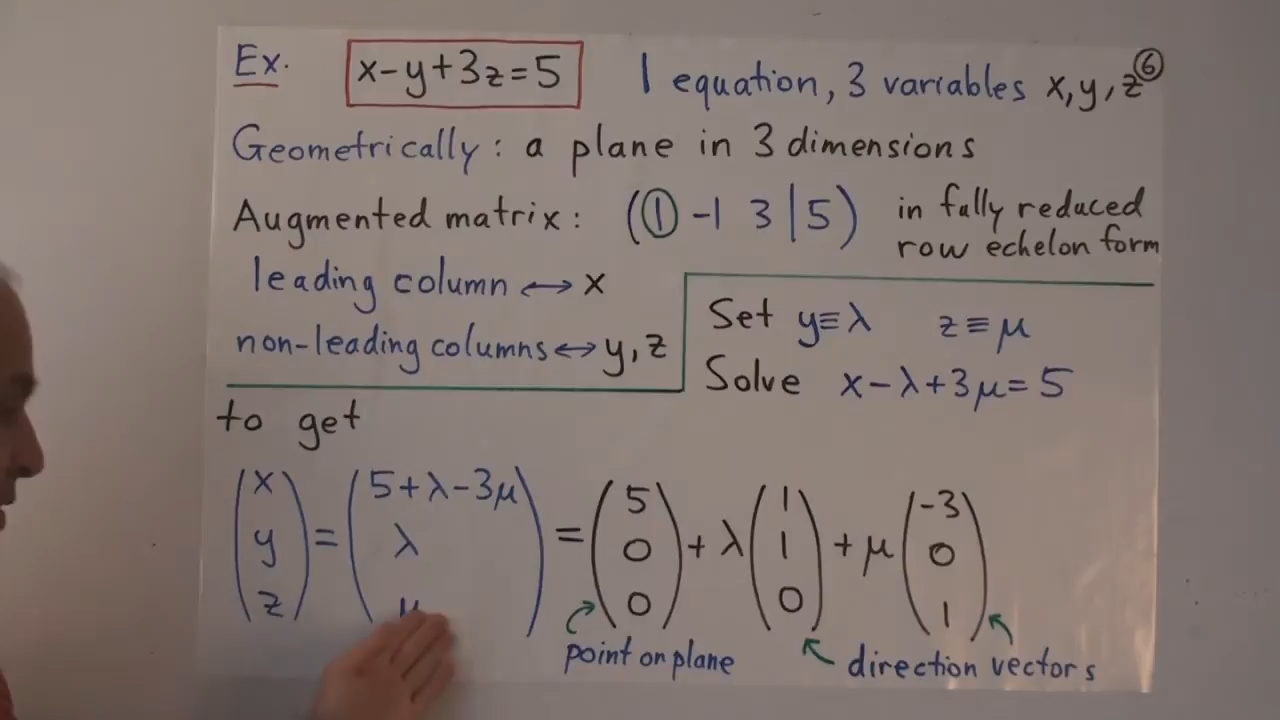 Ex. x-y+3z=5 1 equation, 3 variables x,y,z ⑥
Geometrically: a plane in 3 dimensions
Augmented matrix: (① -1 3 | 5) in fully reduced
row echelon form
leading column ↔ x
non-leading columns ↔ y, z
Set y≡λ z≡μ
Solve x-λ+3μ=5
to get
(x y z) = (5+λ-3μ λ μ) = (5 0 0) + λ(1 1 0) + μ(-3 0 1)
point on plane direction vectors